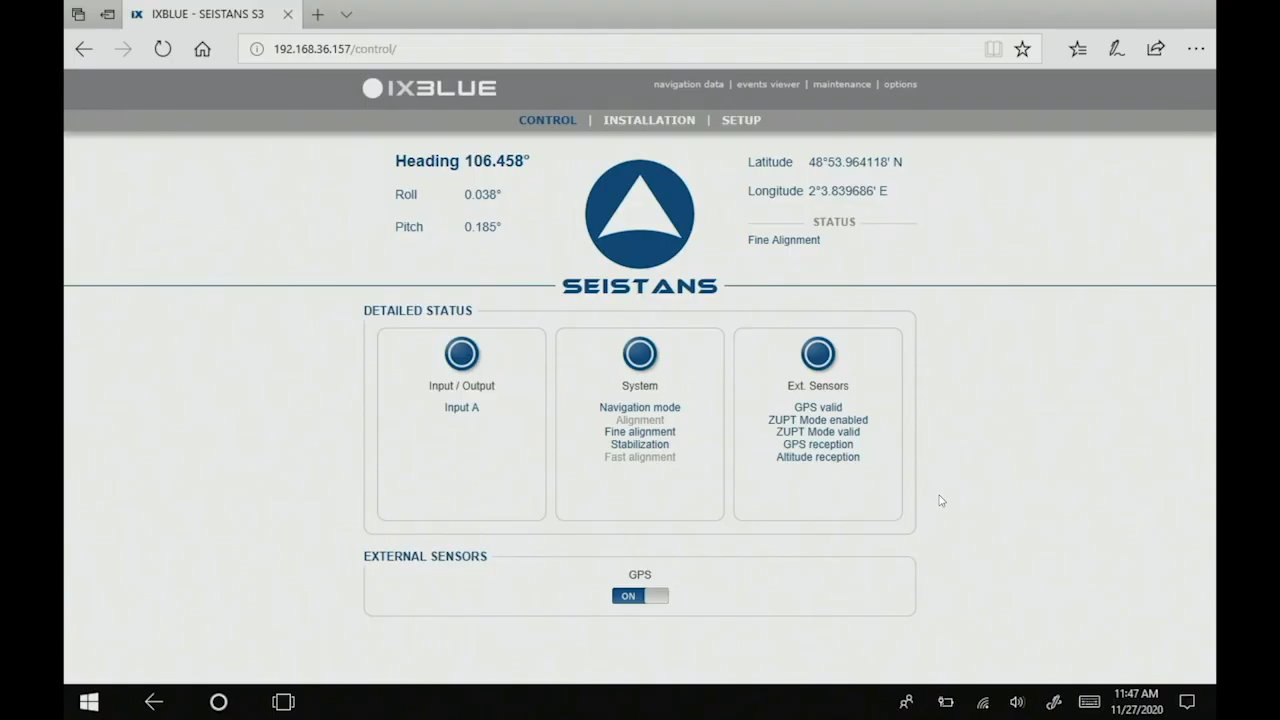 IX IXBLUE - SEISTANS S3
192.168.36.157/control/
IXBLUE
navigation data | events viewer | maintenance | options
CONTROL | INSTALLATION | SETUP
Heading 106.458°
Roll 0.038°
Pitch 0.185°
SEISTANS
Latitude 48°53.964118' N
Longitude 2°3.839686' E
STATUS
Fine Alignment
DETAILED STATUS
Input / Output
Input A
System
Navigation mode
Alignment
Fine alignment
Stabilization
Fast alignment
Ext. Sensors
GPS valid
ZUPT Mode enabled
ZUPT Mode valid
GPS reception
Altitude reception
EXTERNAL SENSORS
GPS
ON
11:47 AM
11/27/2020